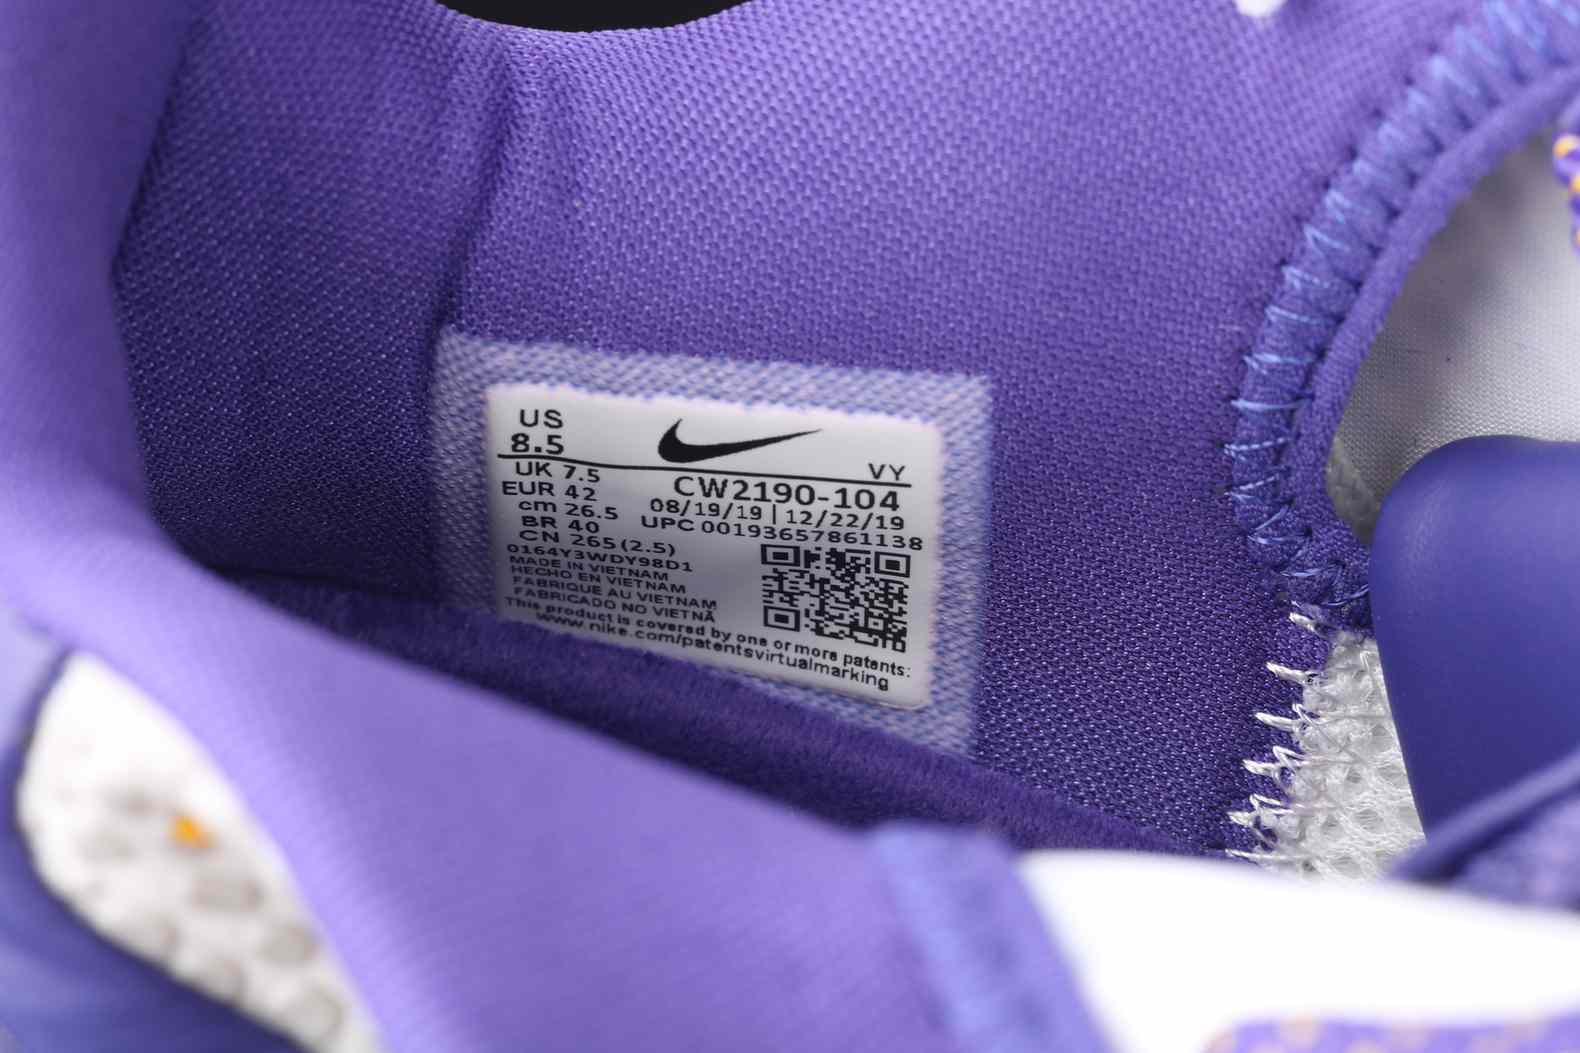 US
8.5
VY
UK 7.5
CW2190-104
EUR 42
08/19/19 | 12/22/19
cm 26.5
UPC 00193657861138
BR 40
CN 265 (2.5)
0164Y3WDY98D1
MADE IN VIETNAM
HECHO EN VIETNAM
FABRIQUE AU VIETNAM
FABRICADO NO VIETNÃ
This product is covered by one or more patents:
www.nike.com/patentsvirtualmarking